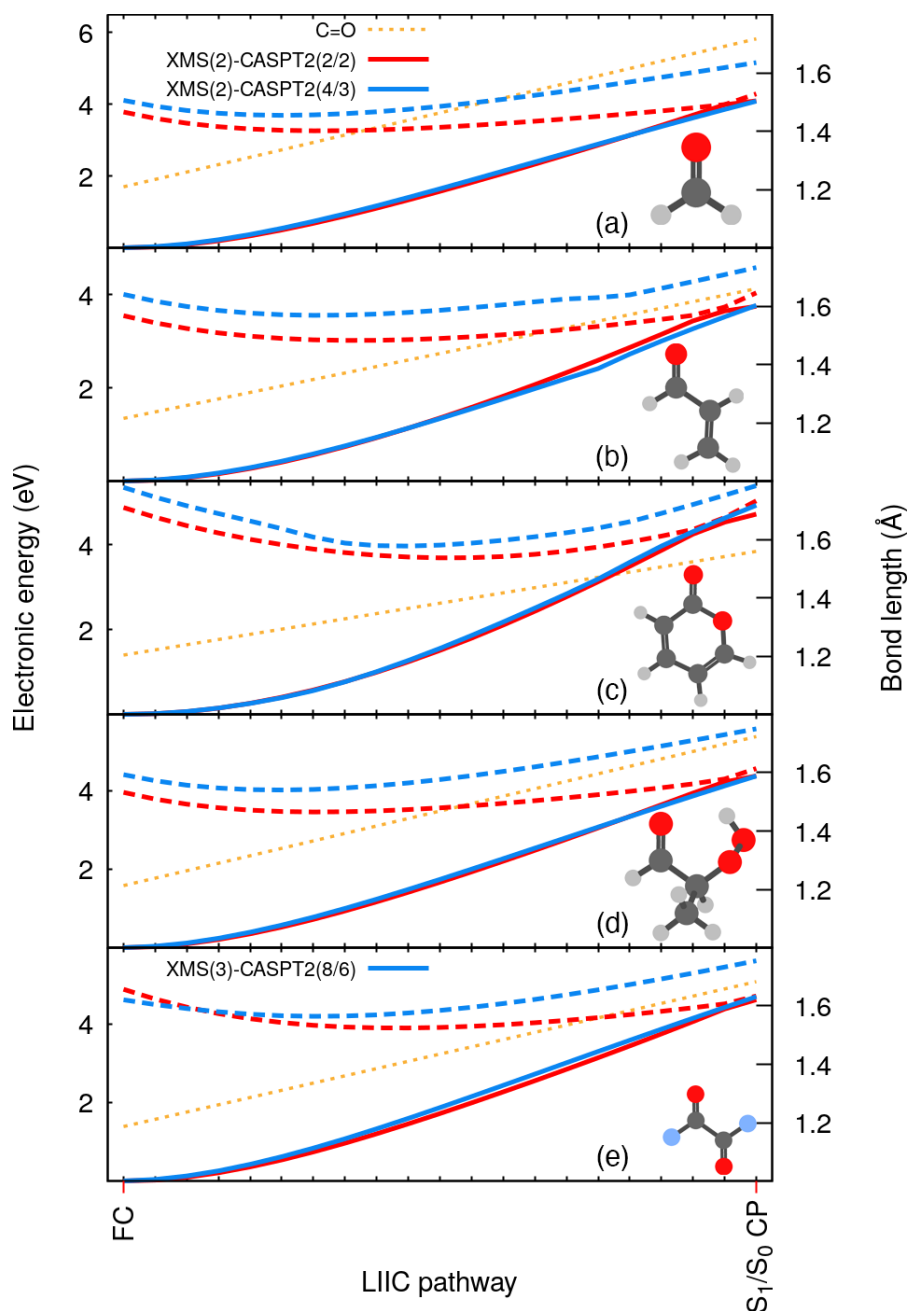 C=O
XMS(2)-CASPT2(2/2)
XMS(2)-CASPT2(4/3)
6
4
2
1.6
1.4
1.2
(a)
4
2
1.6
1.4
1.2
(b)
4
2
1.6
1.4
1.2
(c)
4
2
1.6
1.4
1.2
(d)
XMS(3)-CASPT2(8/6)
4
2
1.6
1.4
1.2
(e)
Electronic energy (eV)
Bond length (Å)
FC
S₁/S₀ CP
LIIC pathway